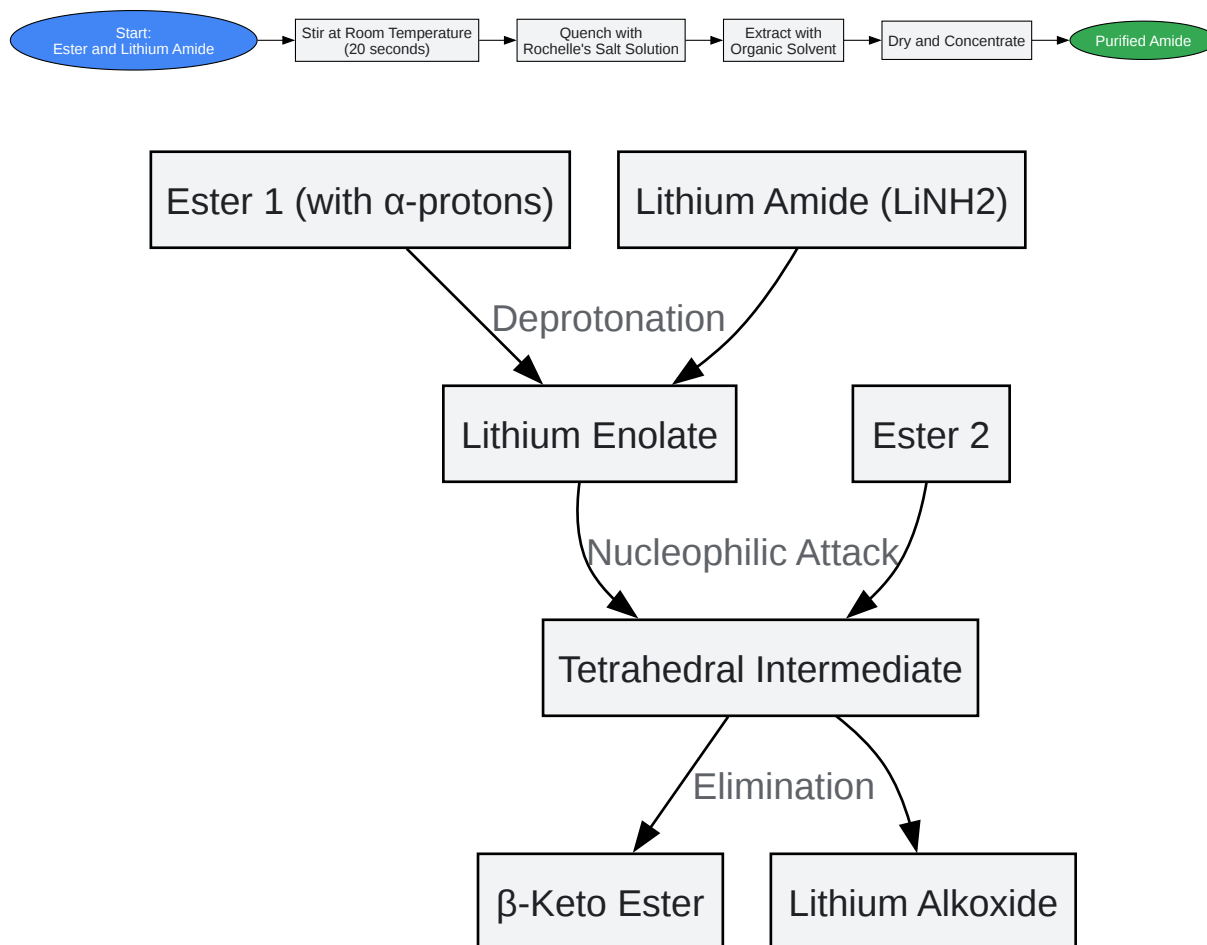 Start:
Ester and Lithium Amide
Stir at Room Temperature
(20 seconds)
Quench with
Rochelle's Salt Solution
Extract with
Organic Solvent
Dry and Concentrate
Purified Amide
Ester 1 (with α-protons)
Lithium Amide (LiNH2)
Deprotonation
Lithium Enolate
Ester 2
Nucleophilic Attack
Tetrahedral Intermediate
Elimination
β-Keto Ester
Lithium Alkoxide